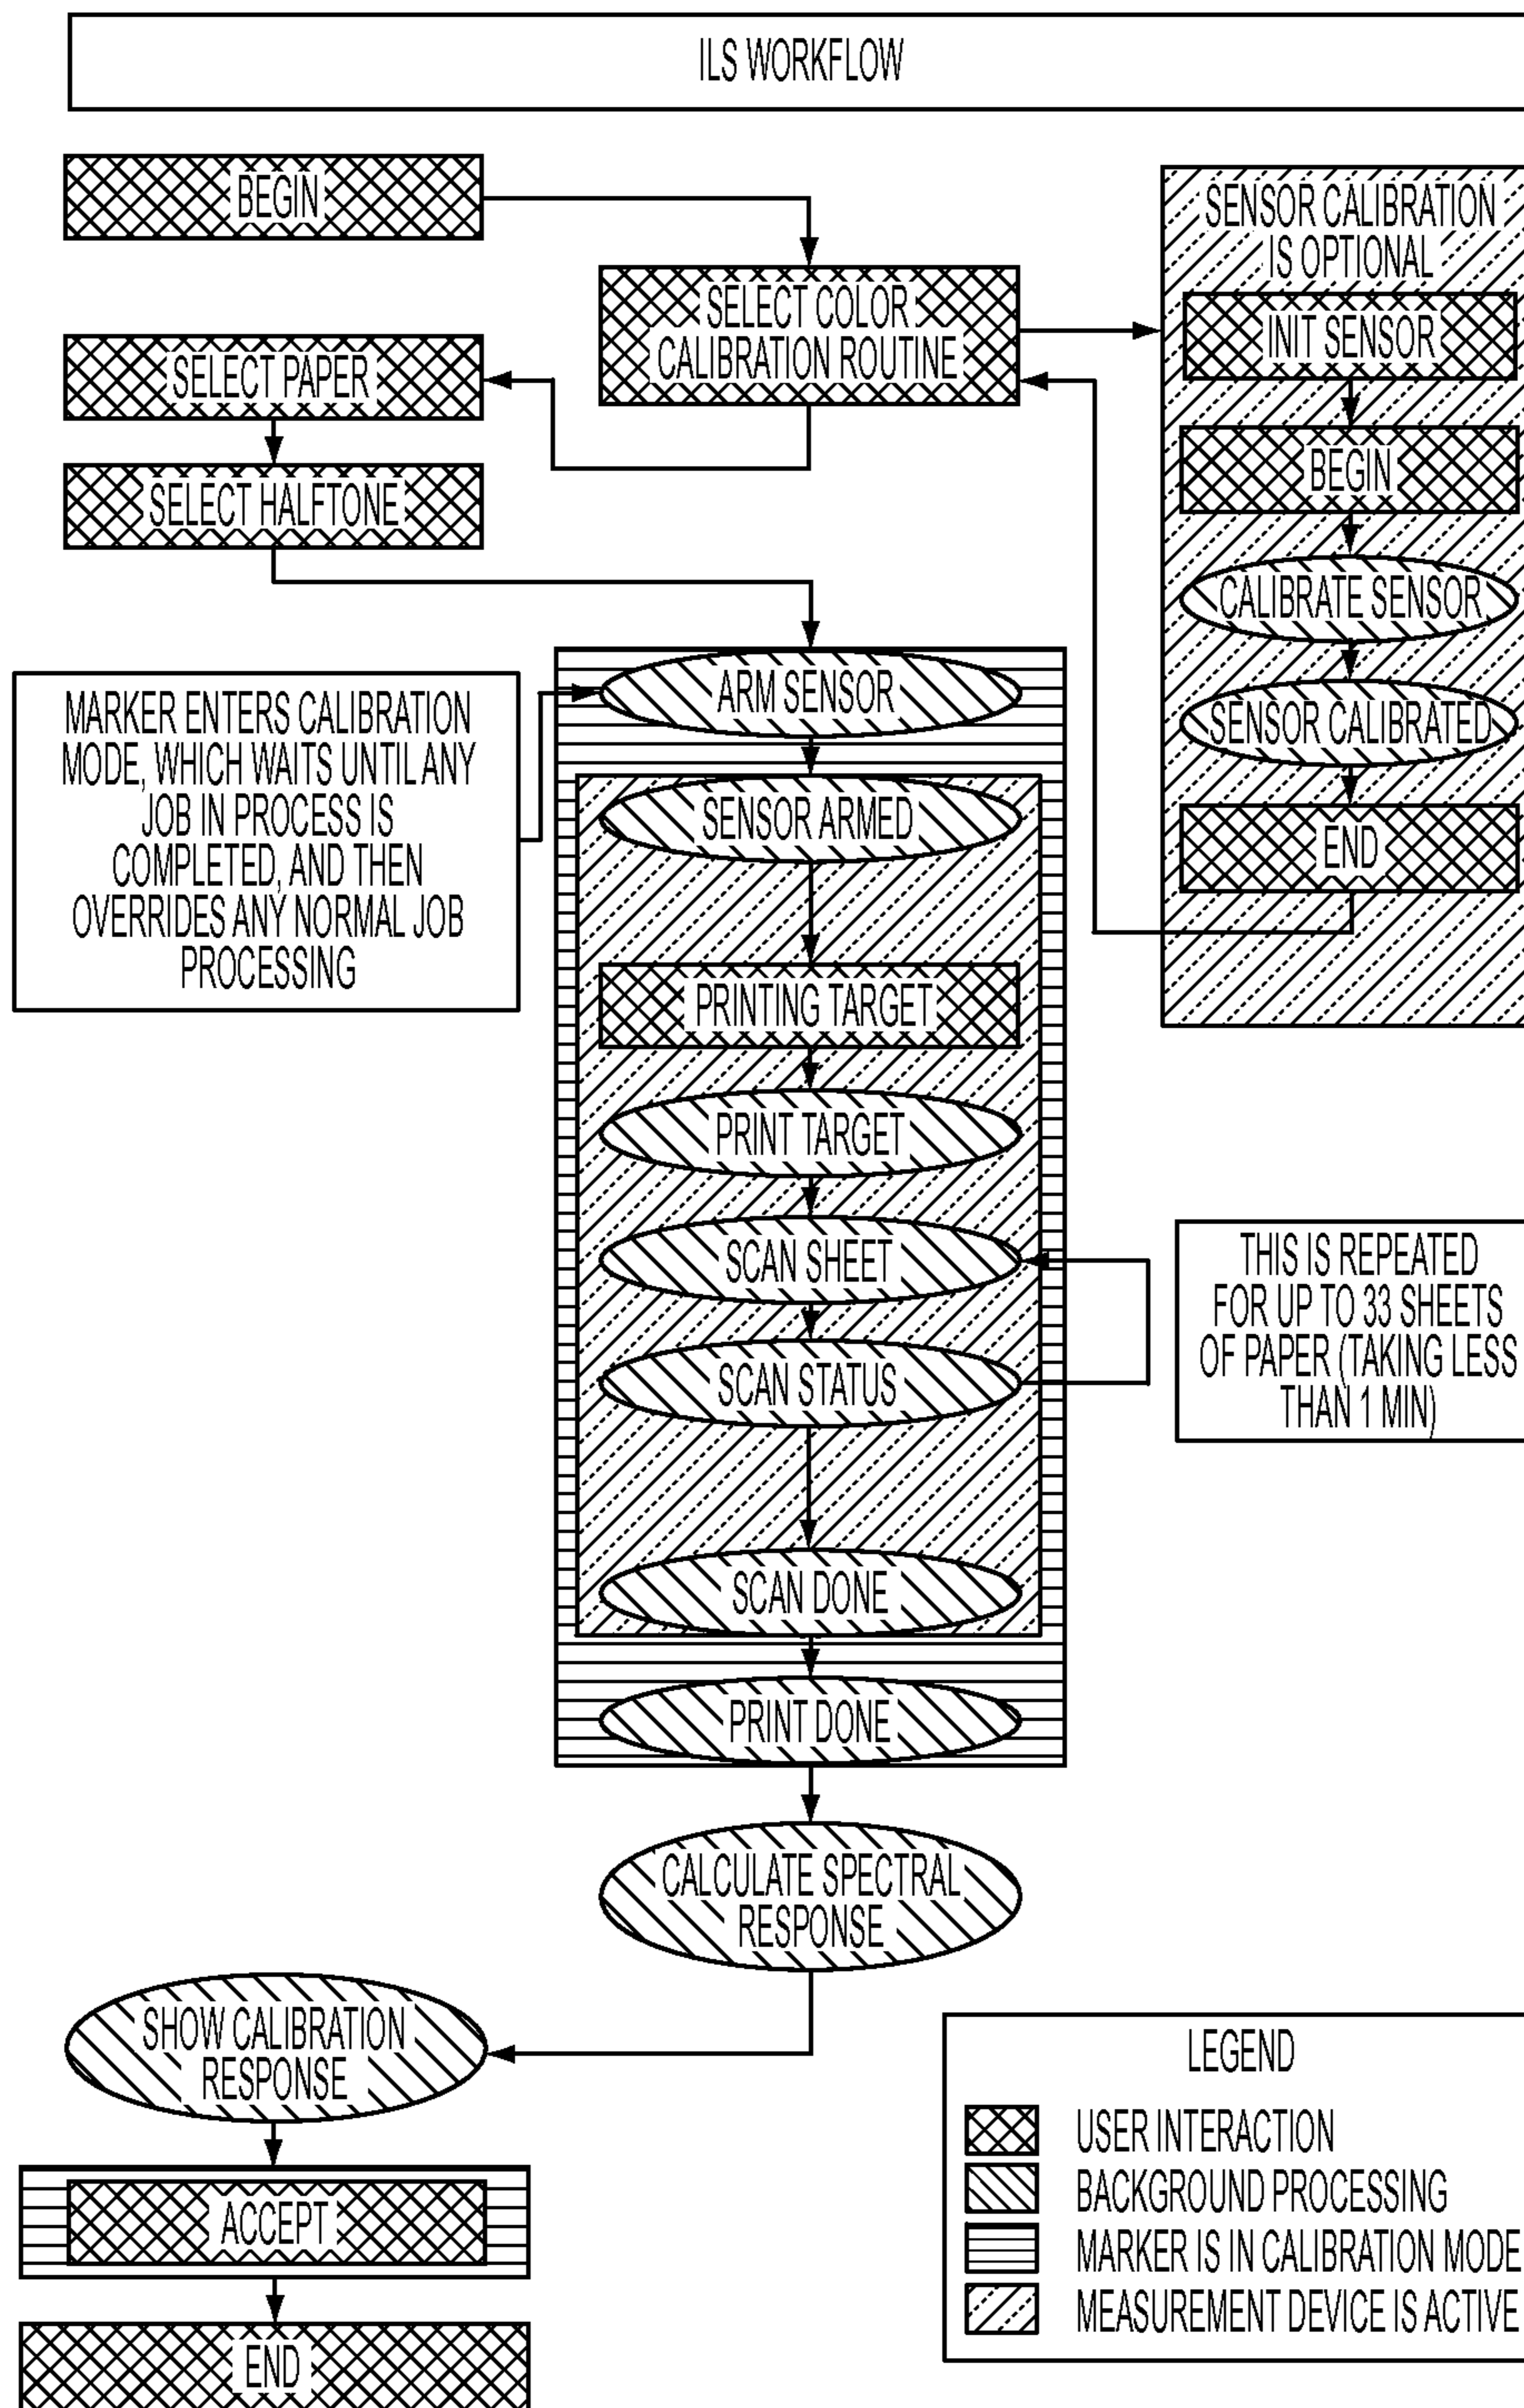 ILS WORKFLOW
BEGIN
SELECT COLOR
CALIBRATION ROUTINE
SENSOR CALIBRATION
IS OPTIONAL
INIT SENSOR
BEGIN
CALIBRATE SENSOR
SENSOR CALIBRATED
END
SELECT PAPER
SELECT HALFTONE
MARKER ENTERS CALIBRATION
MODE, WHICH WAITS UNTIL ANY
JOB IN PROCESS IS
COMPLETED, AND THEN
OVERRIDES ANY NORMAL JOB
PROCESSING
ARM SENSOR
SENSOR ARMED
PRINTING TARGET
PRINT TARGET
SCAN SHEET
SCAN STATUS
THIS IS REPEATED
FOR UP TO 33 SHEETS
OF PAPER (TAKING LESS
THAN 1 MIN)
SCAN DONE
PRINT DONE
CALCULATE SPECTRAL
RESPONSE
SHOW CALIBRATION
RESPONSE
ACCEPT
END
LEGEND
USER INTERACTION
BACKGROUND PROCESSING
MARKER IS IN CALIBRATION MODE
MEASUREMENT DEVICE IS ACTIVE